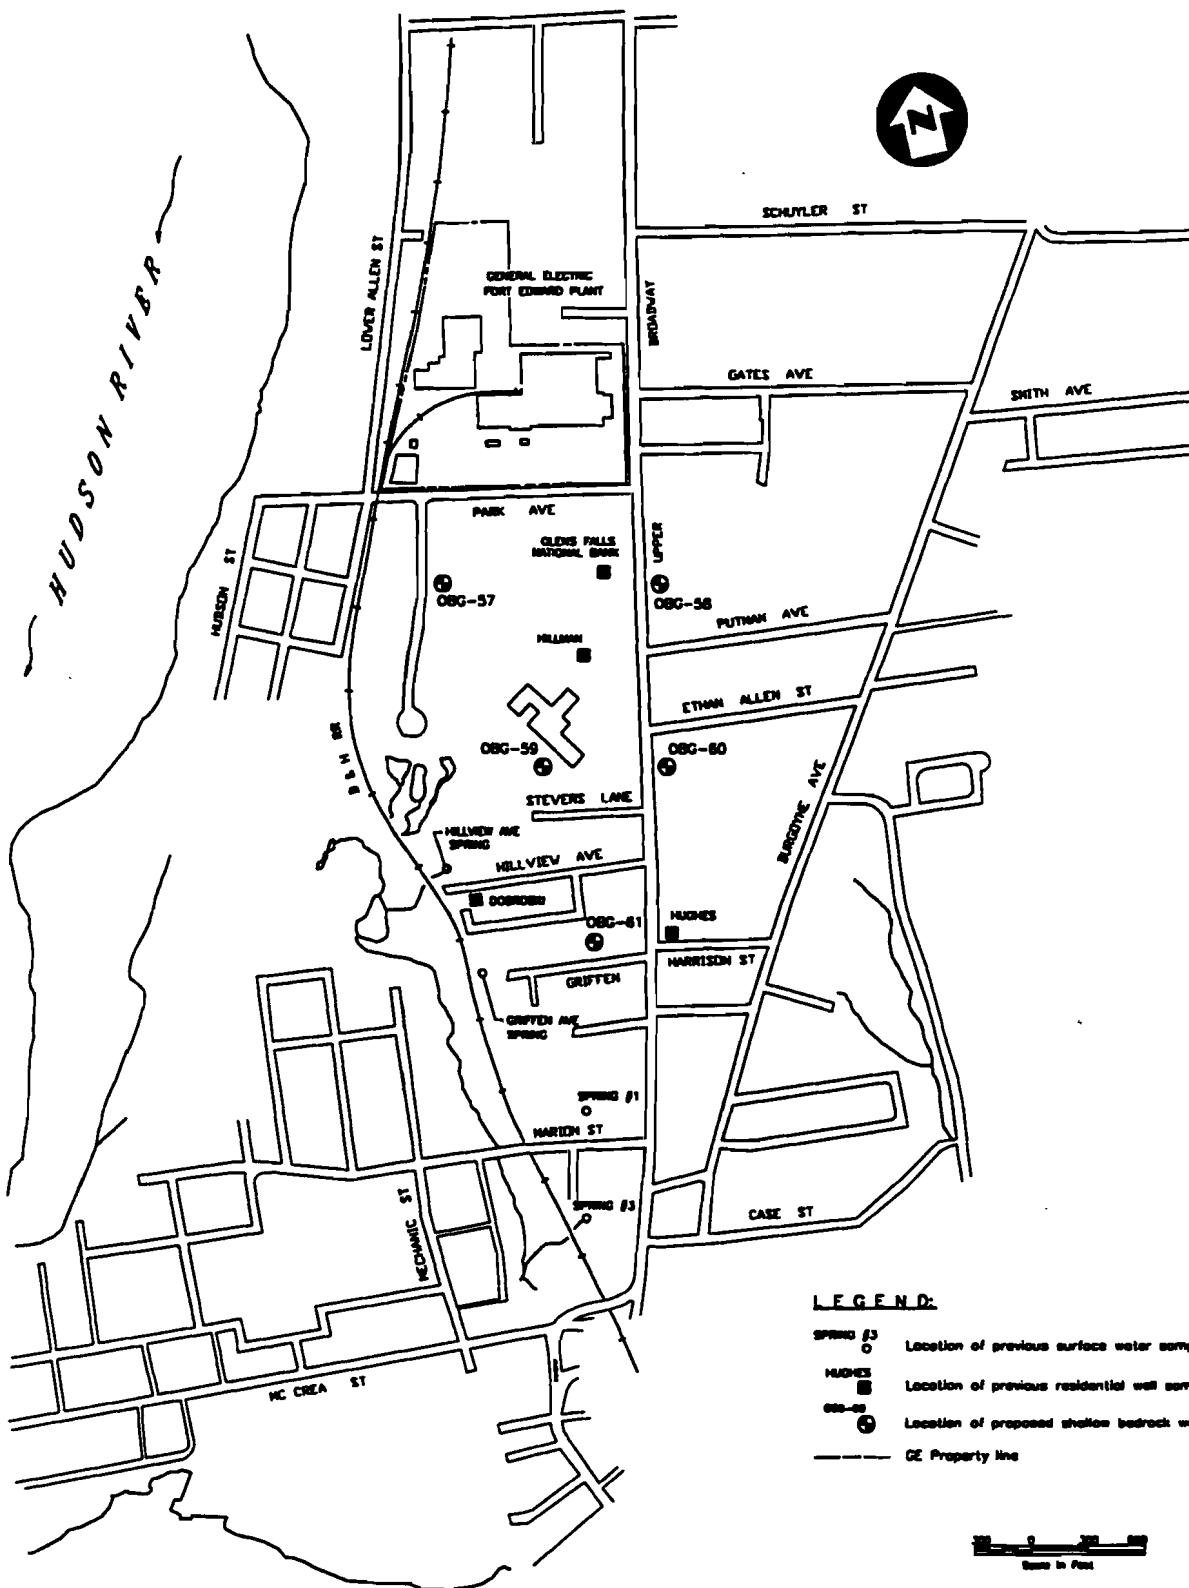 N
SCHUYLER ST
LOWER ALLEN ST
GENERAL ELECTRIC
FORT EDWARD PLANT
BROADWAY
HUDSON RIVER
GATES AVE
SMITH AVE
PARK AVE
HUDSON ST
GLENS FALLS
NATIONAL BANK
UPPER
OBG-57
OBG-58
PUTNAM AVE
HILLMAN
ETHAN ALLEN ST
OBG-59
OBG-60
STEVENS LANE
BURGOYNE AVE
HILLVIEW AVE
SPRING
HILLVIEW AVE
OBG-61
HUGHES
HARRISON ST
GRIFFEN
GRIFFEN AVE
SPRING
SPRING #1
MARION ST
SPRING #3
MECHANIC ST
CASE ST
MC CREA ST
LEGEND:
SPRING #3
Location of previous surface water
HUGHES
Location of previous residential well
Location of proposed shallow bedrock
GE Property line
300 0 300 600
Scale in Feet